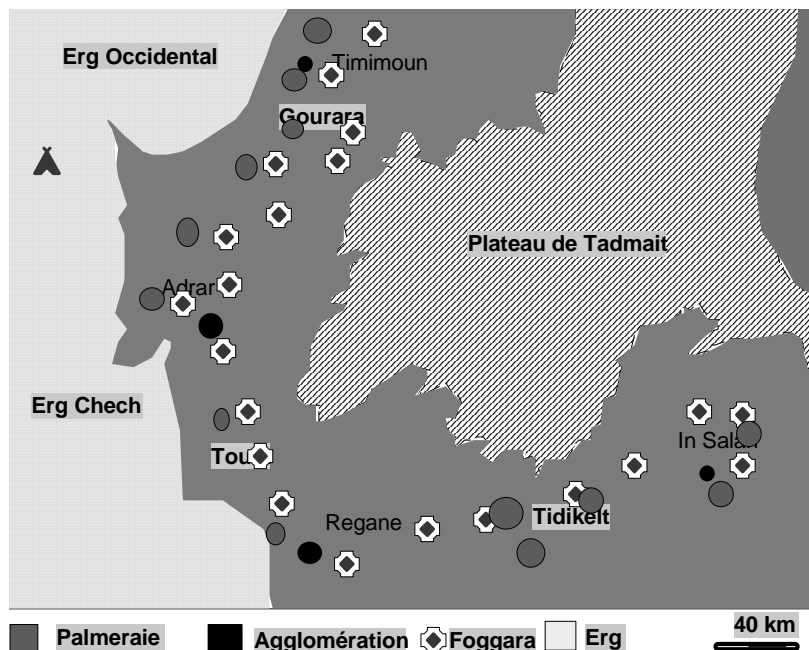 Erg Occidental
Timimoun
Gourara
Plateau de Tadmait
Adrar
Erg Chech
In Salah
Regane
Tidikelt
40 km
Palmeraie
Agglomération
Foggara
Erg